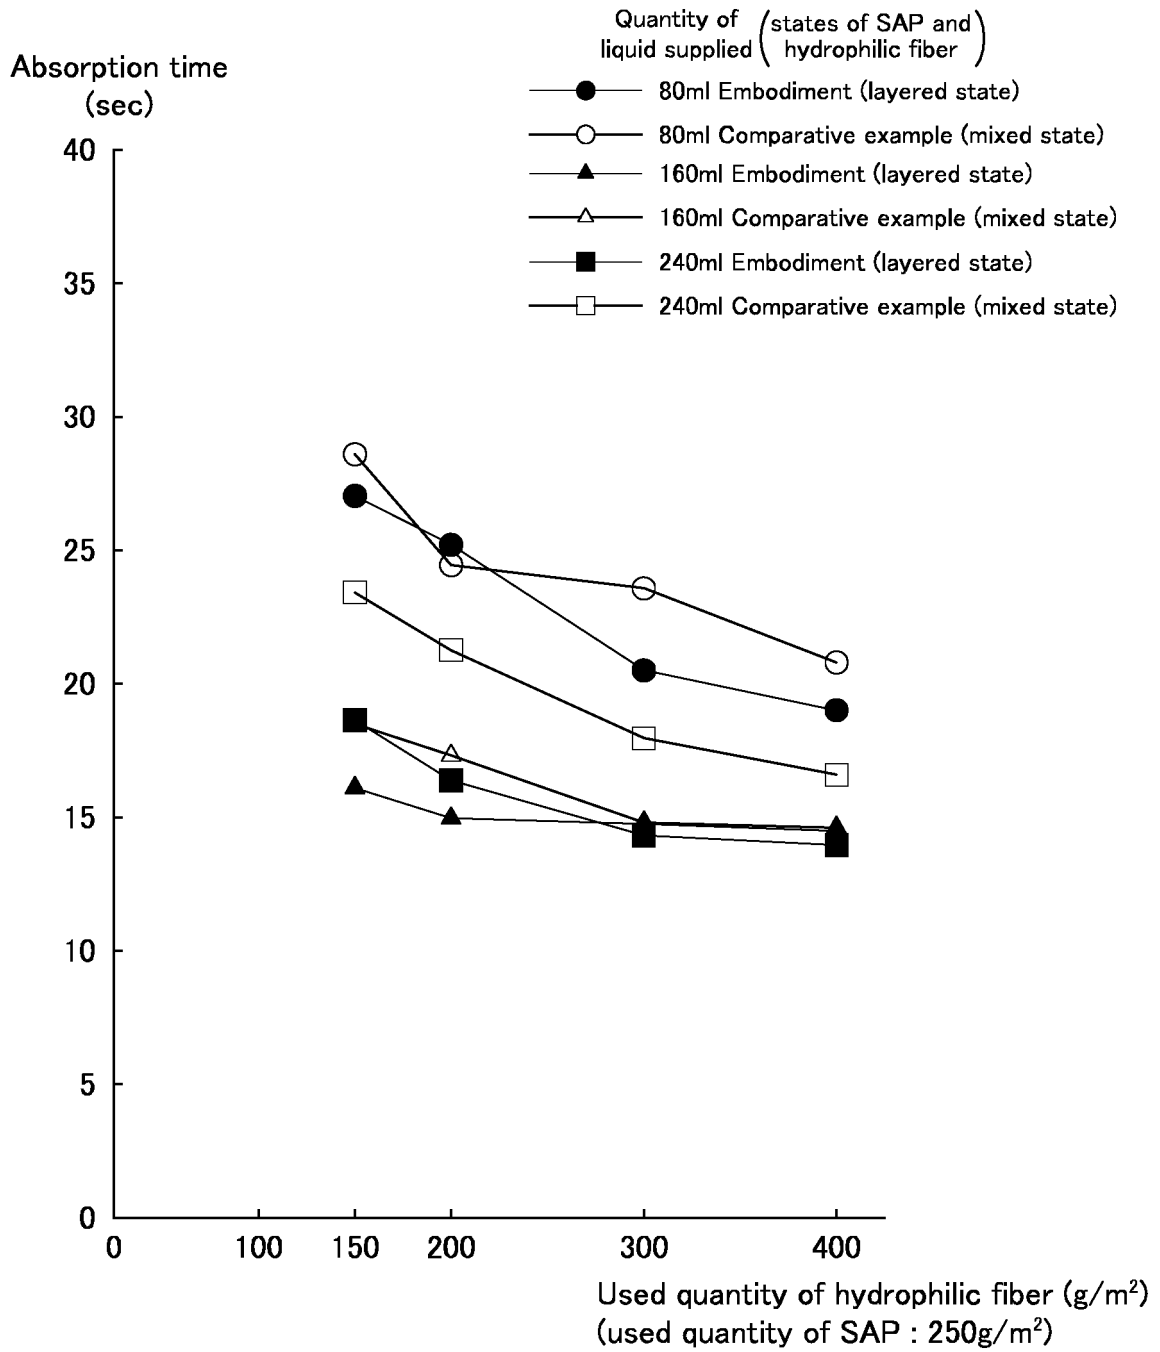 Quantity of
liquid supplied
(states of SAP and
hydrophilic fiber)
Absorption time
(sec)
80ml Embodiment (layered state)
80ml Comparative example (mixed state)
160ml Embodiment (layered state)
160ml Comparative example (mixed state)
240ml Embodiment (layered state)
240ml Comparative example (mixed state)
40
35
30
25
20
15
10
5
0
0 100 150 200 300 400
Used quantity of hydrophilic fiber (g/m²)
(used quantity of SAP : 250g/m²)